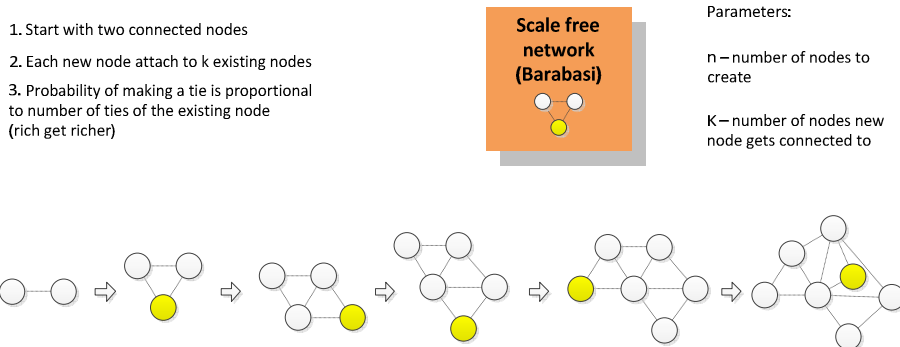 1. Start with two connected nodes
2. Each new node attach to k existing nodes
3. Probability of making a tie is proportional
to number of ties of the existing node
(rich get richer)
Scale free
network
(Barabasi)
Parameters:
n – number of nodes to
create
K – number of nodes new
node gets connected to